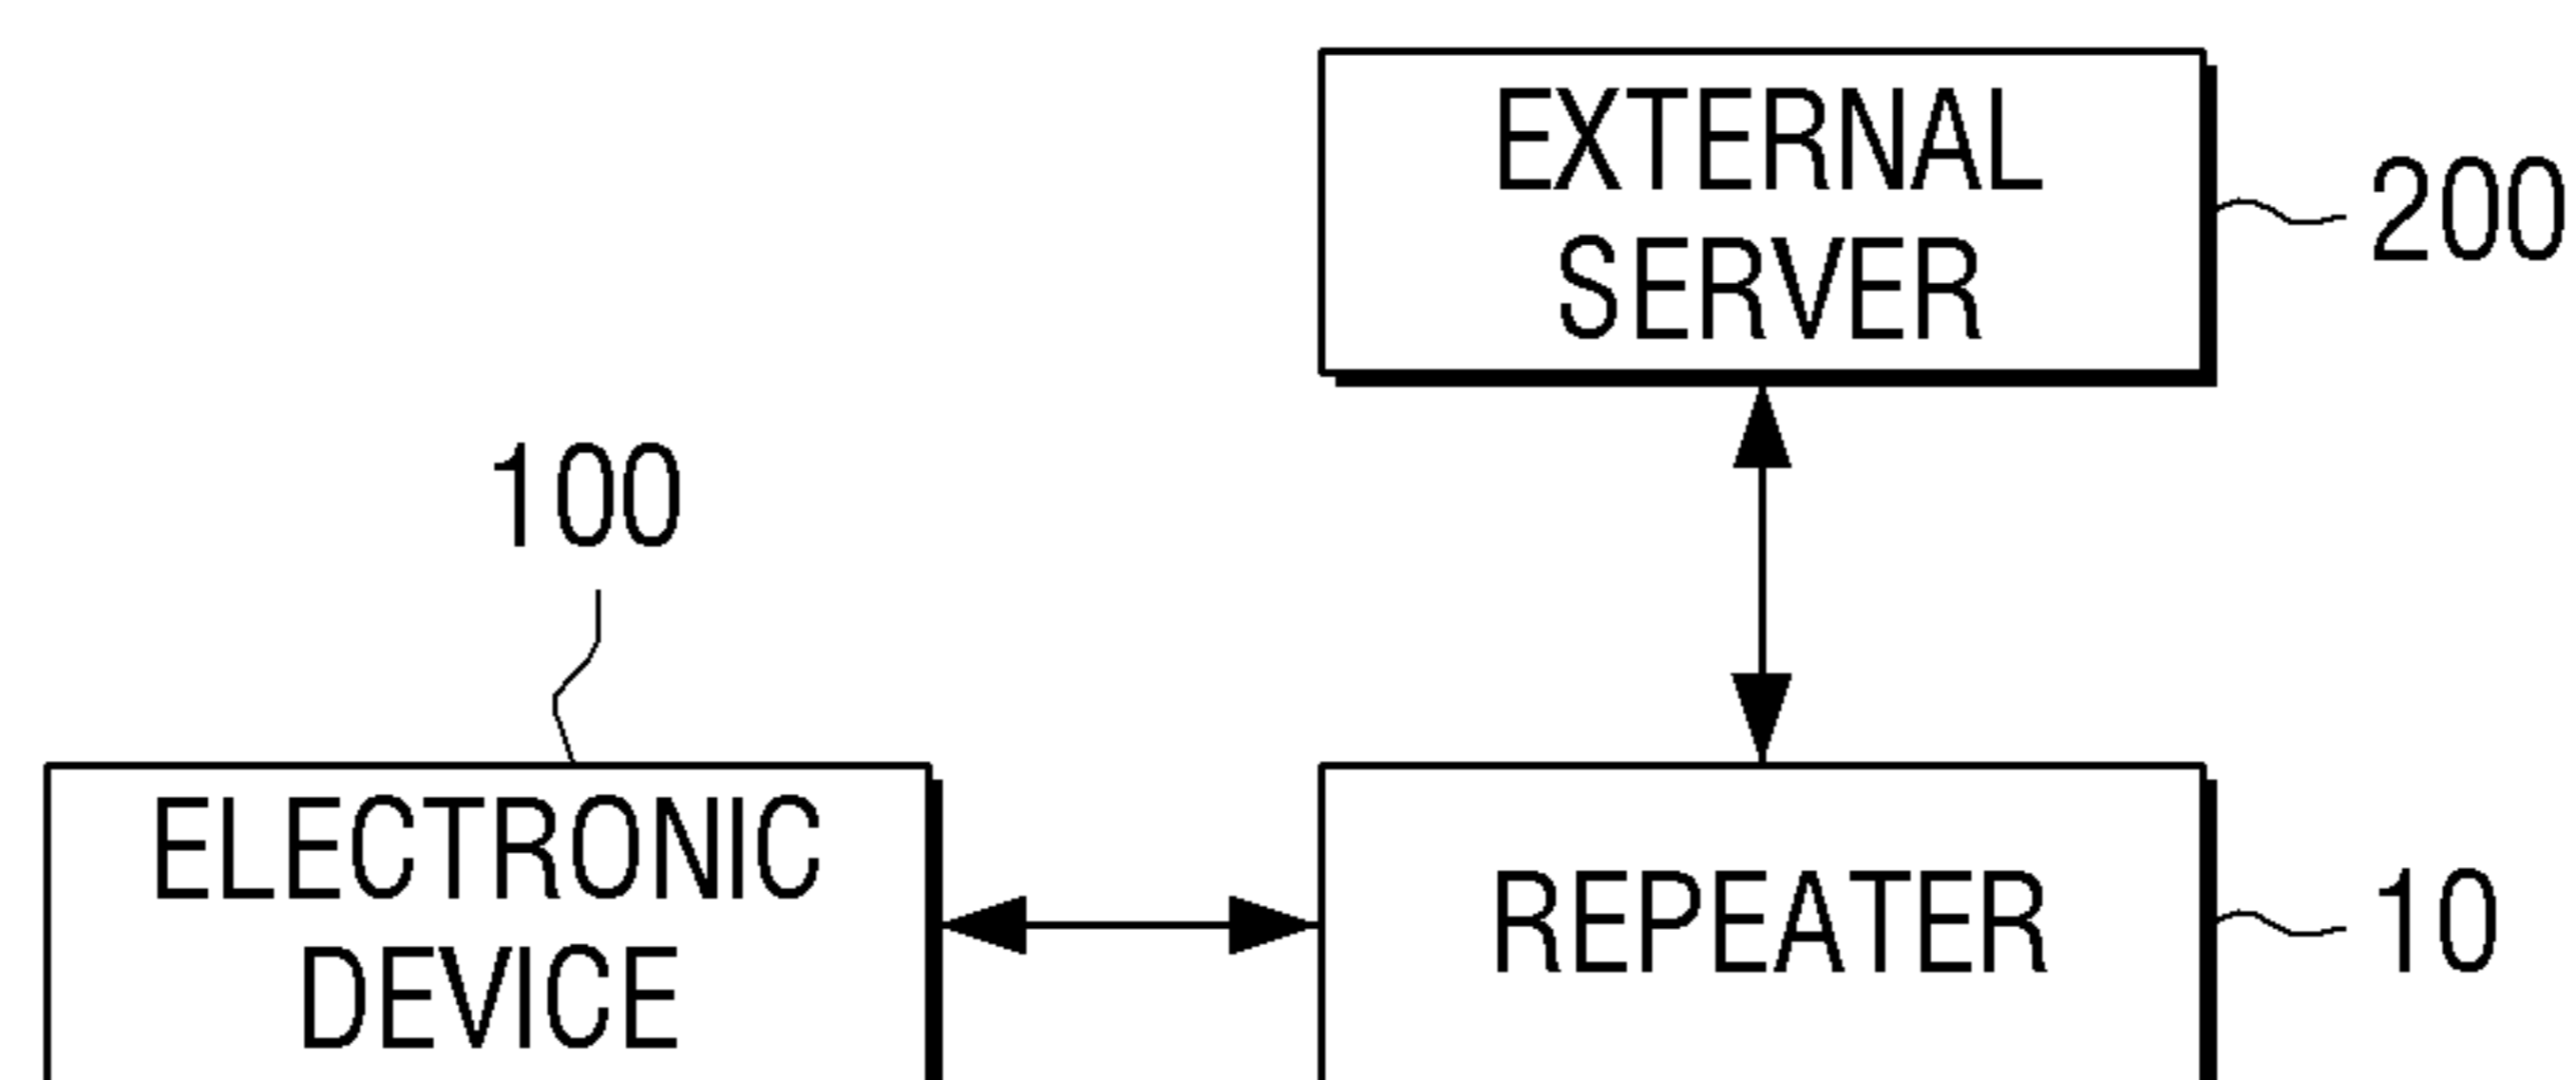 EXTERNAL
SERVER
200
100
ELECTRONIC
DEVICE
REPEATER
10